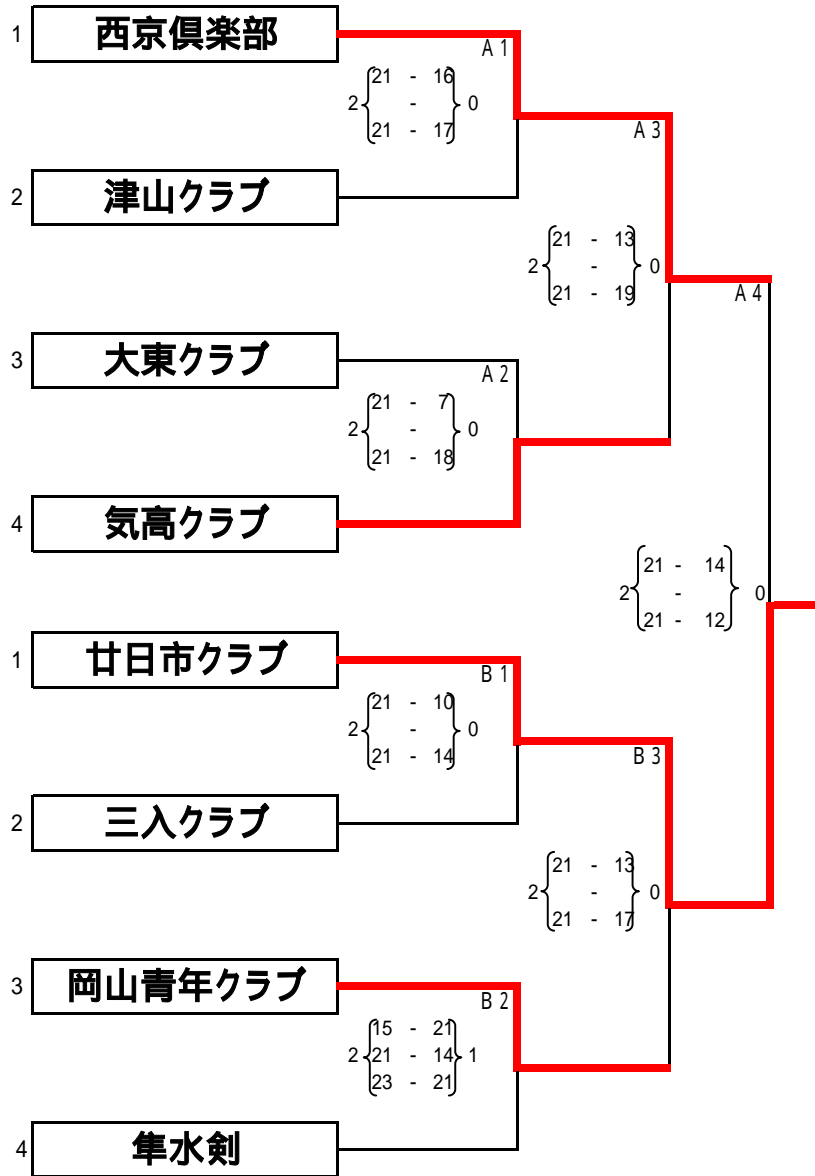 1 西京倶楽部
A 1
21 - 16
2 - 0
21 - 17
A 3
2 津山クラブ
21 - 13
2 - 0
21 - 19
A 4
3 大東クラブ
A 2
21 - 7
2 - 0
21 - 18
4 気高クラブ
21 - 14
2 - 0
21 - 12
1 廿日市クラブ
B 1
21 - 10
2 - 0
21 - 14
B 3
2 三入クラブ
21 - 13
2 - 0
21 - 17
3 岡山青年クラブ
B 2
15 - 21
2 21 - 14 1
23 - 21
4 隼水剣